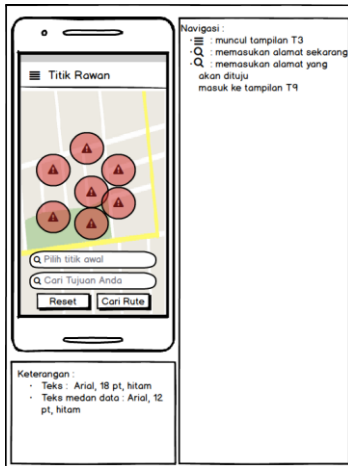 Titik Rawan
Pilih titik awal
Cari Tujuan Anda
Reset Cari Rute
Keterangan :
· Teks : Arial, 18 pt, hitam
· Teks medan data : Arial, 12
pt, hitam
Navigasi :
· : muncul tampilan T3
· : memasukan alamat sekarang
· : memasukan alamat yang
akan dituju
masuk ke tampilan T9